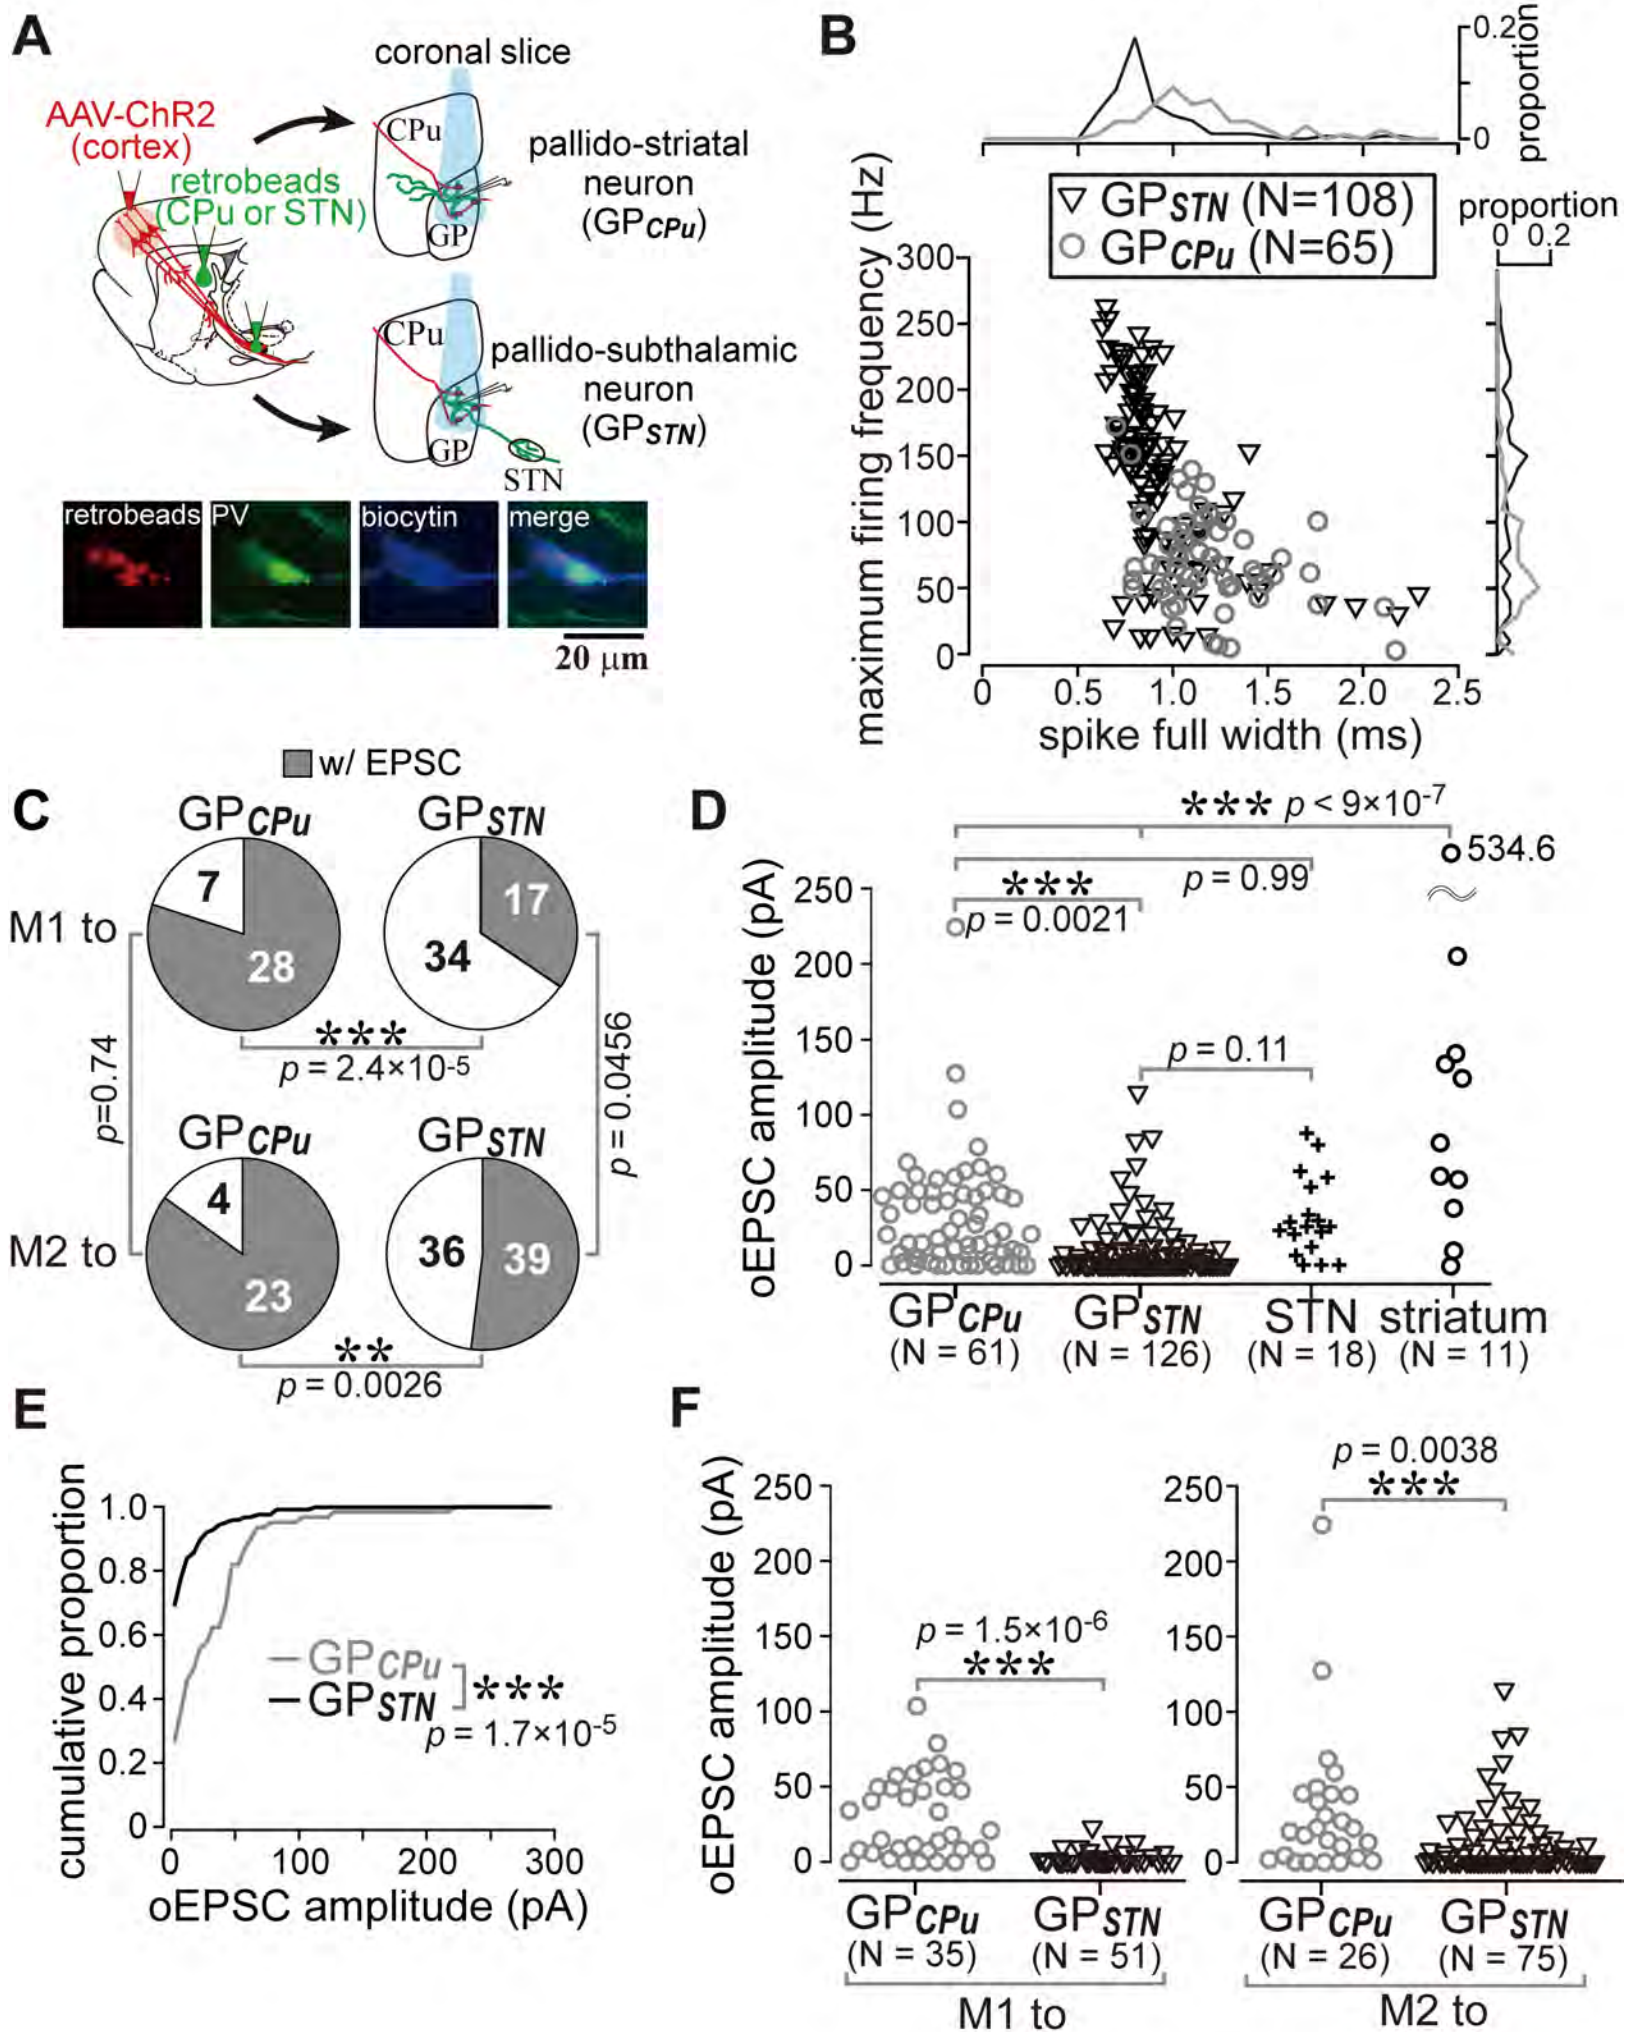 A
coronal slice
AAV-ChR2
(cortex)
retrobeads
(CPu or STN)
CPu
GP
pallido-striatal
neuron
(GPCPu)
CPu
GP
STN
pallido-subthalamic
neuron
(GPSTN)
retrobeads
PV
biocytin
merge
20 μm
B
0.2
0
proportion
GPSTN (N=108)
GPCPu (N=65)
proportion
0 0.2
maximum firing frequency (Hz)
300
250
200
150
100
50
0
0 0.5 1.0 1.5 2.0 2.5
spike full width (ms)
C
w/ EPSC
GPCPu
GPSTN
M1 to
7
28
17
34
***
p = 2.4×10-5
p=0.74
p = 0.0456
GPCPu
GPSTN
M2 to
4
23
36
39
**
p = 0.0026
D
*** p < 9×10-7
534.6
p = 0.99
***
p = 0.0021
p = 0.11
oEPSC amplitude (pA)
250
200
150
100
50
0
GPCPu GPSTN STN striatum
(N = 61) (N = 126) (N = 18) (N = 11)
E
cumulative proportion
1.0
0.8
0.6
0.4
0.2
0
GPCPu
GPSTN
***
p = 1.7×10-5
0 100 200 300
oEPSC amplitude (pA)
F
oEPSC amplitude (pA)
250
200
150
100
50
0
p = 1.5×10-6
***
GPCPu GPSTN
(N = 35) (N = 51)
M1 to
p = 0.0038
***
250
200
150
100
50
0
GPCPu GPSTN
(N = 26) (N = 75)
M2 to